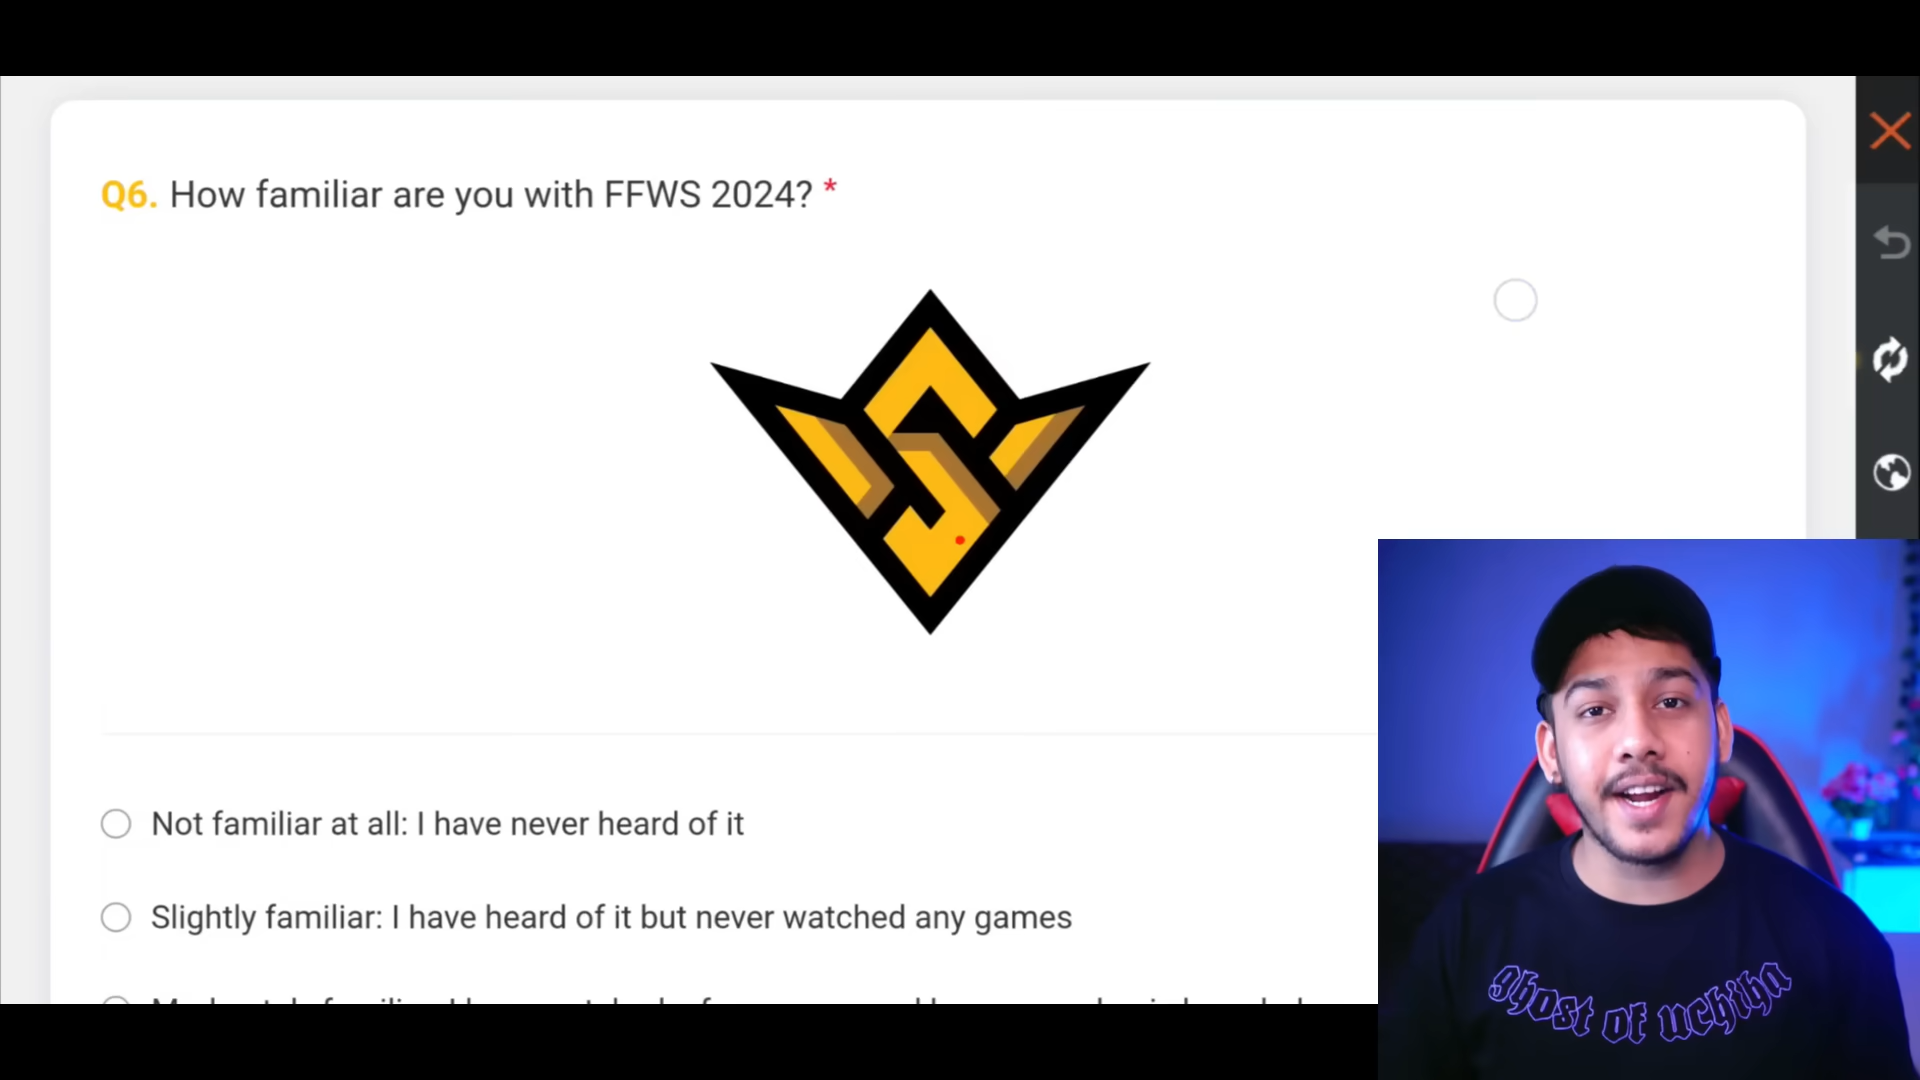 Q6. How familiar are you with FFWS 2024? *
Not familiar at all: I have never heard of it
Slightly familiar: I have heard of it but never watched any games
ghost of uchiha